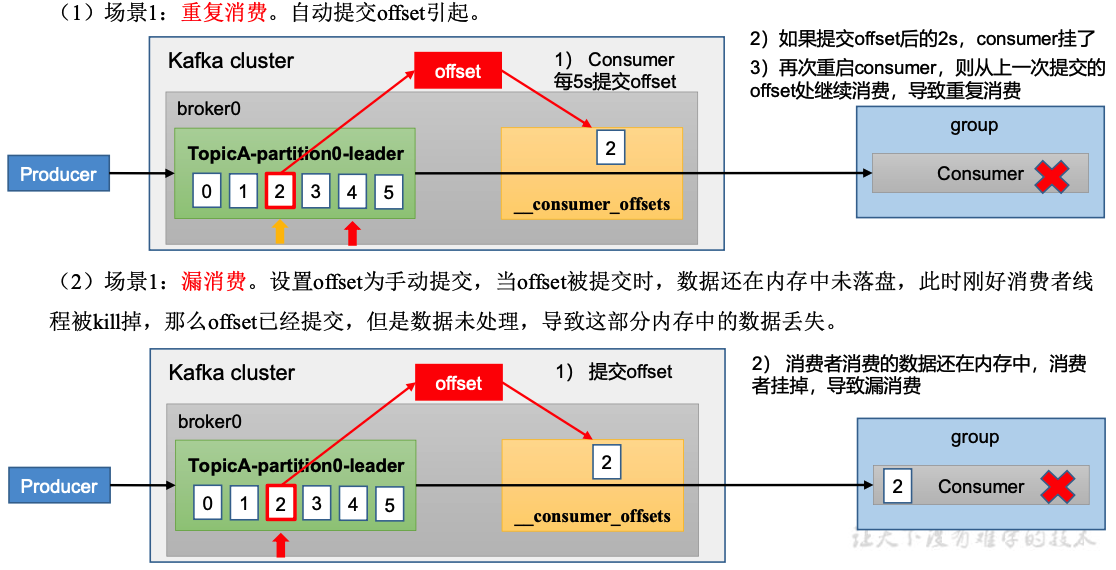 （1）场景1：重复消费。自动提交offset引起。
Kafka cluster
offset
1） Consumer
每5s提交offset
2）如果提交offset后的2s，consumer挂了
3）再次重启consumer，则从上一次提交的
offset处继续消费，导致重复消费
broker0
TopicA-partition0-leader
0 1 2 3 4 5
2
__consumer_offsets
Producer
group
Consumer
（2）场景1：漏消费。设置offset为手动提交，当offset被提交时，数据还在内存中未落盘，此时刚好消费者线
程被kill掉，那么offset已经提交，但是数据未处理，导致这部分内存中的数据丢失。
Kafka cluster
offset
1） 提交offset
2） 消费者消费的数据还在内存中，消费
者挂掉，导致漏消费
broker0
TopicA-partition0-leader
0 1 2 3 4 5
2
__consumer_offsets
Producer
group
2
Consumer
让天下没有难学的技术